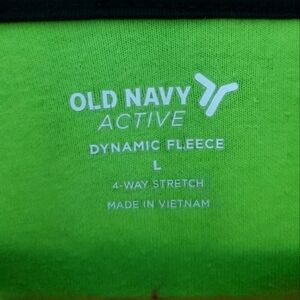 OLD NAVY
ACTIVE
DYNAMIC FLEECE
L
4-WAY STRETCH
MADE IN VIETNAM